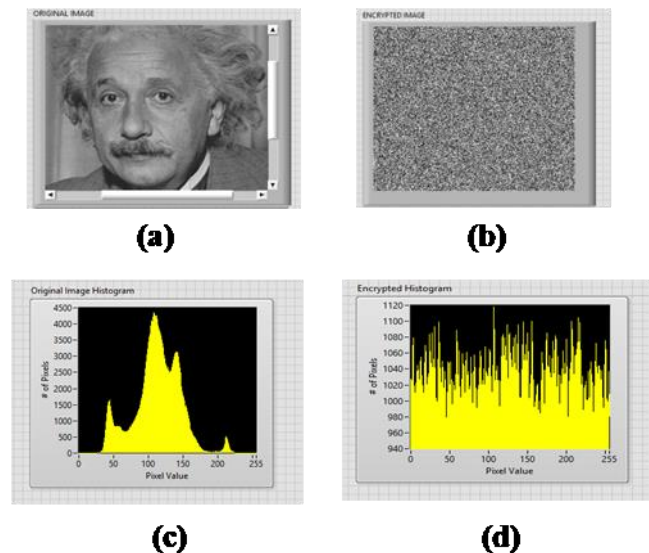 ORIGINAL IMAGE
ENCRYPTED IMAGE
(a)
(b)
Original Image Histogram
4500
4000
3500
3000
2500
2000
1500
1000
500
0
# of Pixels
0 50 100 150 200 255
Pixel Value
Encrypted Histogram
1120
1100
1080
1060
1040
1020
1000
980
960
940
# of Pixels
0 50 100 150 200 255
Pixel Value
(c)
(d)